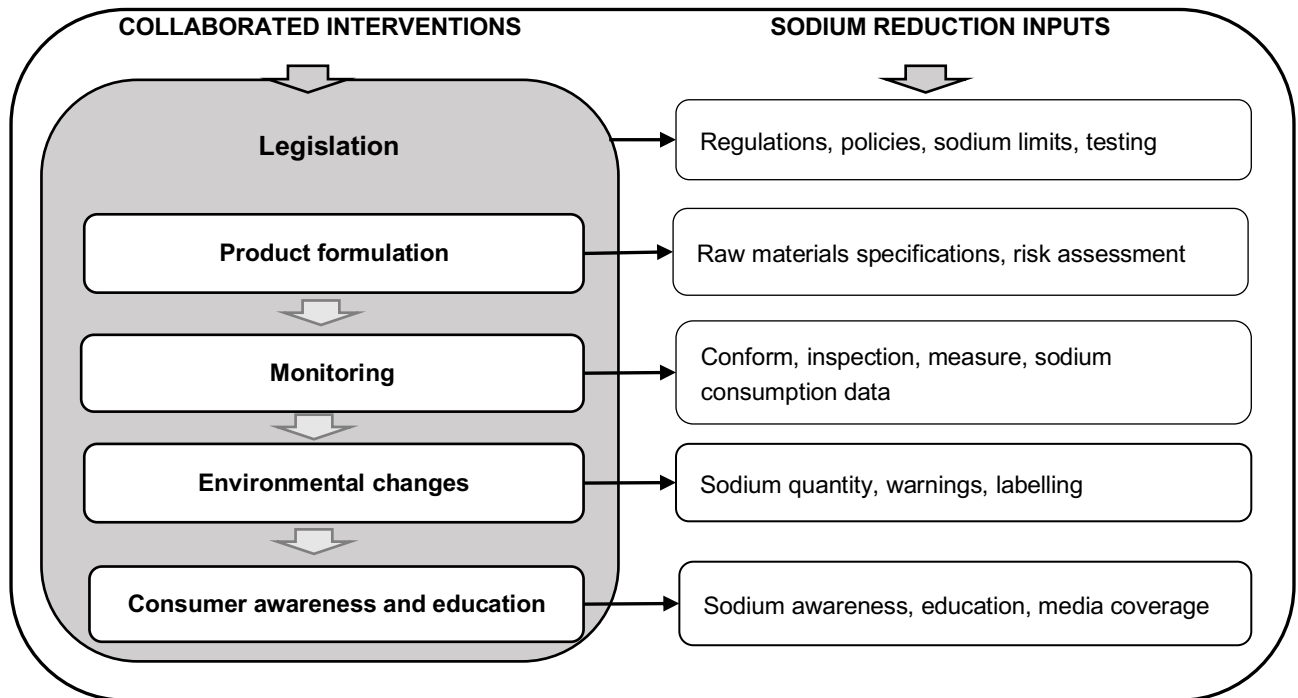 COLLABORATED INTERVENTIONS
SODIUM REDUCTION INPUTS
Legislation
Regulations, policies, sodium limits, testing
Product formulation
Raw materials specifications, risk assessment
Monitoring
Conform, inspection, measure, sodium
consumption data
Environmental changes
Sodium quantity, warnings, labelling
Consumer awareness and education
Sodium awareness, education, media coverage